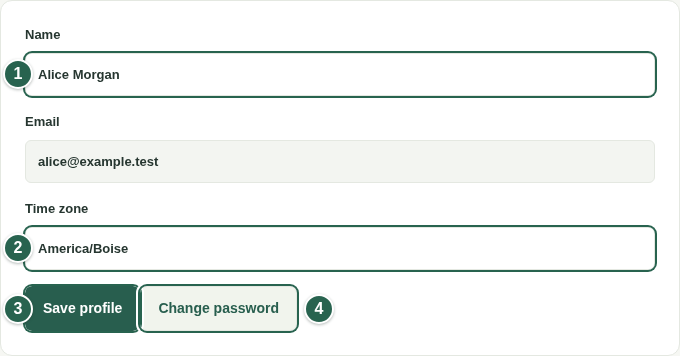 Name
1 Alice Morgan
Email
alice@example.test
Time zone
2 America/Boise
3 Save profile Change password 4